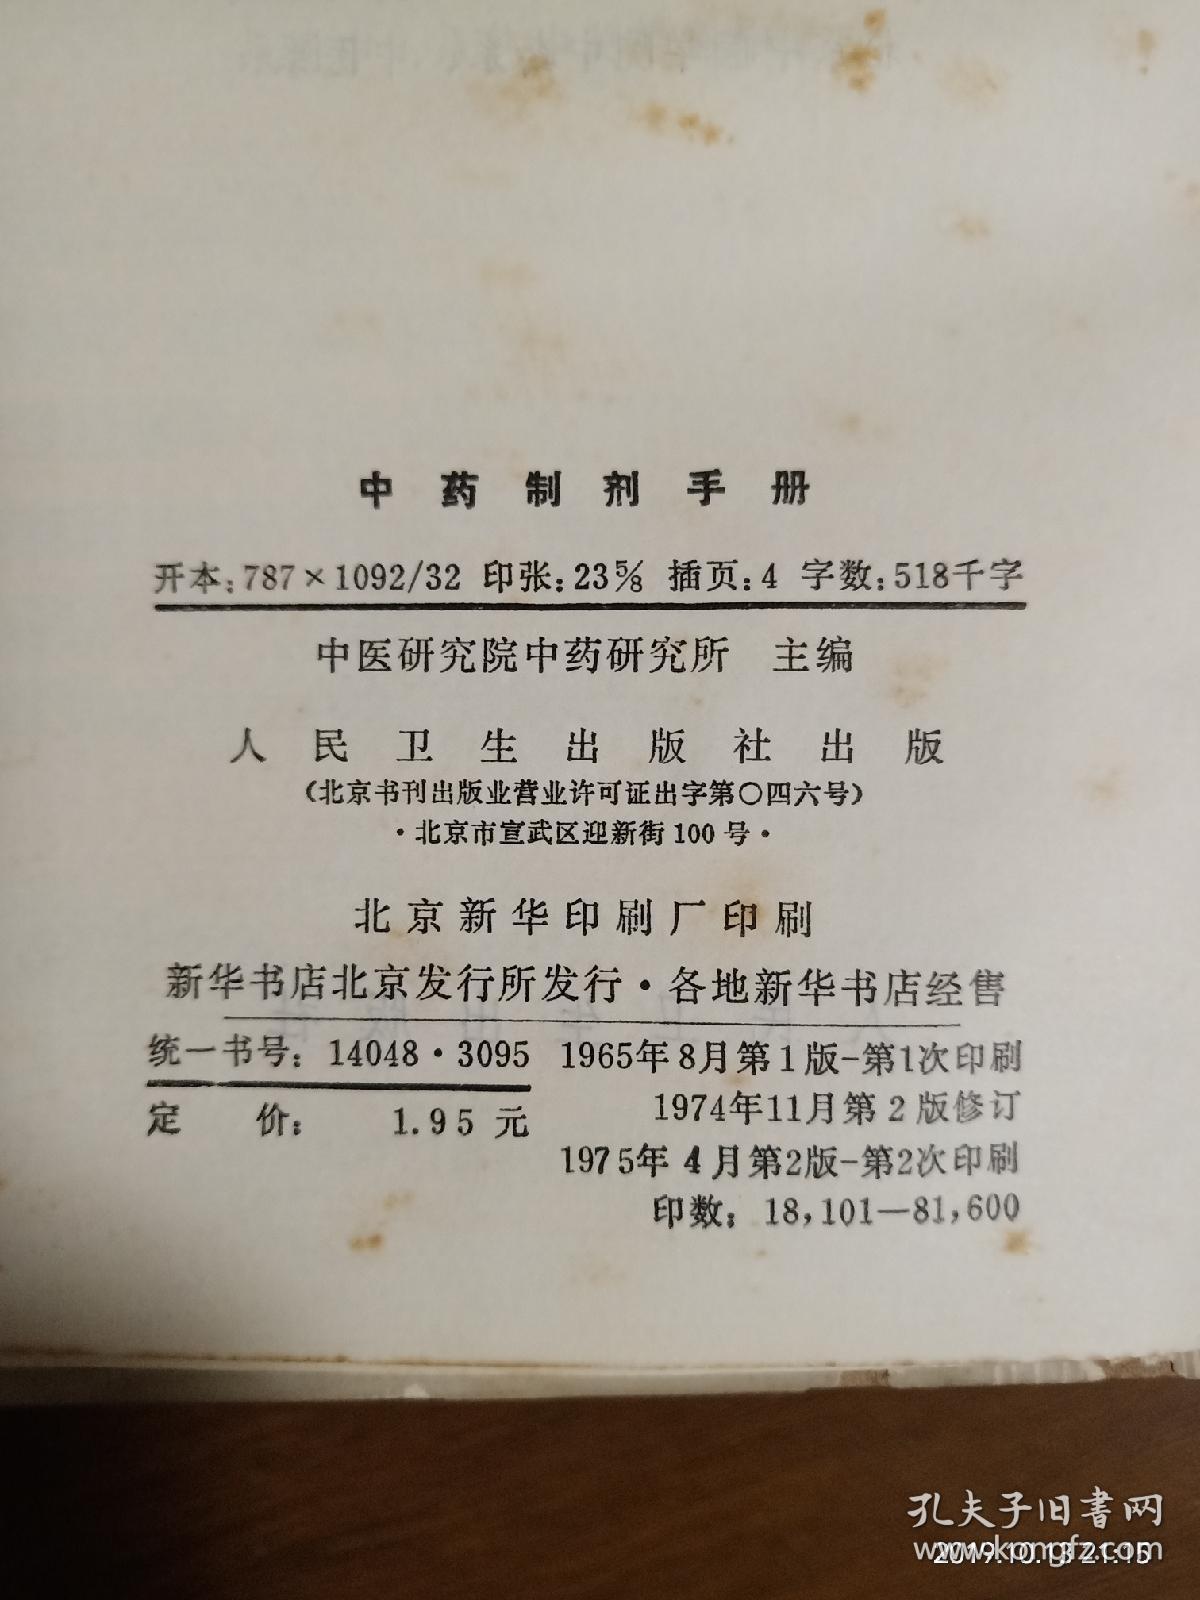 中药制剂手册
开本：787×1092/32 印张：23 5/8 插页：4 字数：518千字
中医研究院中药研究所 主编
人民卫生出版社出版
（北京书刊出版业营业许可证出字第〇四六号）
·北京市宣武区迎新街100号·
北京新华印刷厂印刷
新华书店北京发行所发行·各地新华书店经售
统一书号：14048·3095
定 价： 1.95 元
1965年8月第1版-第1次印刷
1974年11月第2版修订
1975年4月第2版-第2次印刷
印数：18,101—81,600
孔夫子旧书网
www.kongfz.com
2019.10.13 21:15